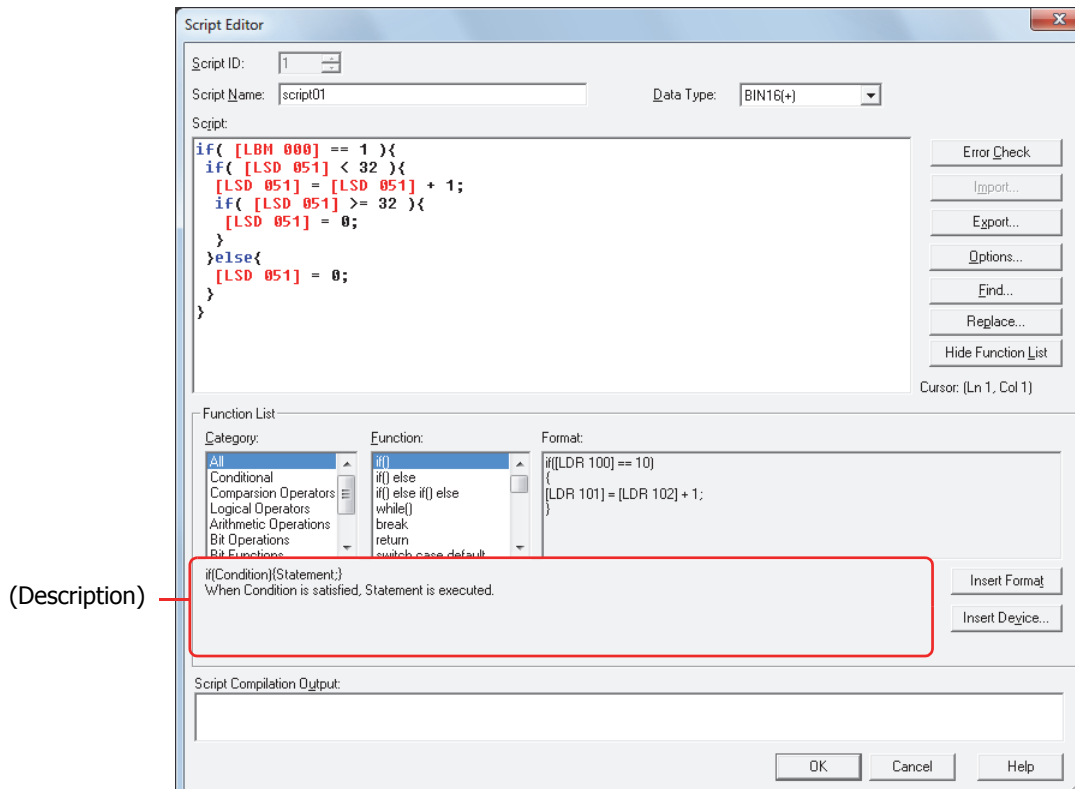 Script Editor
Script ID: 1
Script Name: script01 Data Type: BIN16(+)
Script:
if( [LBM 000] == 1 ){
if( [LSD 051] < 32 ){
[LSD 051] = [LSD 051] + 1;
if( [LSD 051] >= 32 ){
[LSD 051] = 0;
}
}else{
[LSD 051] = 0;
}
}
Error Check
Import...
Export...
Options...
Find...
Replace...
Hide Function List
Cursor: (Ln 1, Col 1)
Function List
Category:
All
Conditional
Comparsion Operators
Logical Operators
Arithmetic Operations
Bit Operations
Bit Functions
Function:
if()
if() else
if() else if() else
while()
break
return
switch case default
Format:
if([LDR 100] == 10)
{
[LDR 101] = [LDR 102] + 1;
}
(Description)
if(Condition){Statement;}
When Condition is satisfied, Statement is executed.
Insert Format
Insert Device...
Script Compilation Output:
OK Cancel Help